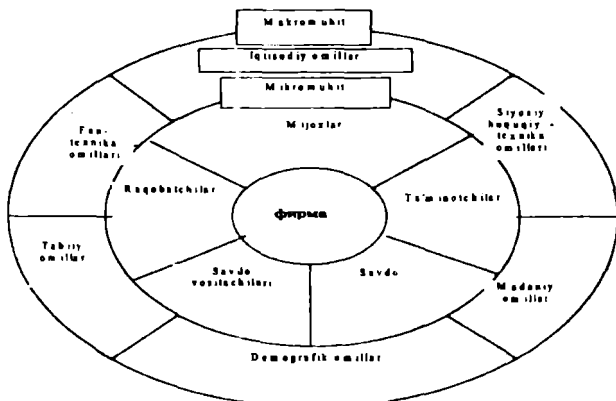 Makromuhit
Iqtisodiy omillar
Mikromuhit
Mijozlar
Fan-
texnika
omillari
Siyosiy
huquqiy -
texnika
omillari
Raqobatchilar
фирма
Ta'minotchilar
Tabiiy
omillar
Savdo
vositachilari
Savdo
Madaniy
omillar
Demografik omillar